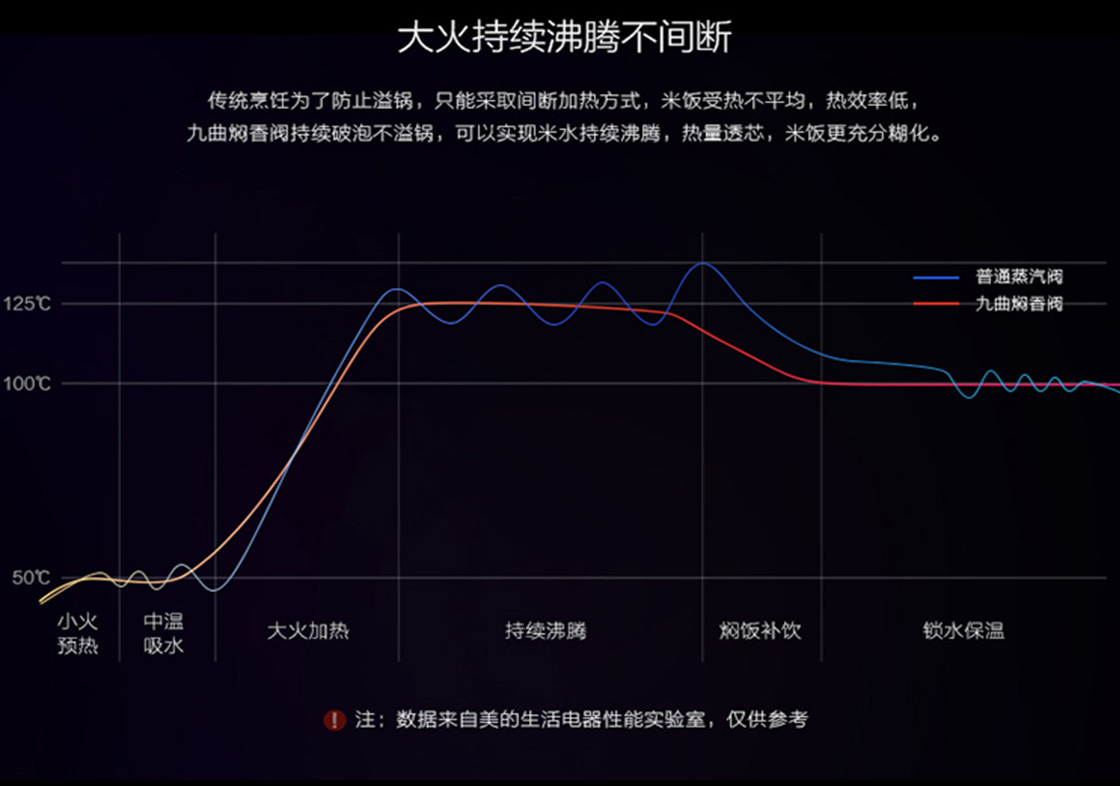 大火持续沸腾不间断
传统烹饪为了防止溢锅，只能采取间断加热方式，米饭受热不平均，热效率低，
九曲焖香阀持续破泡不溢锅，可以实现米水持续沸腾，热量透芯，米饭更充分糊化。
普通蒸汽阀
九曲焖香阀
125℃
100℃
50℃
小火
预热
中温
吸水
大火加热
持续沸腾
焖饭补饮
锁水保温
注：数据来自美的生活电器性能实验室，仅供参考